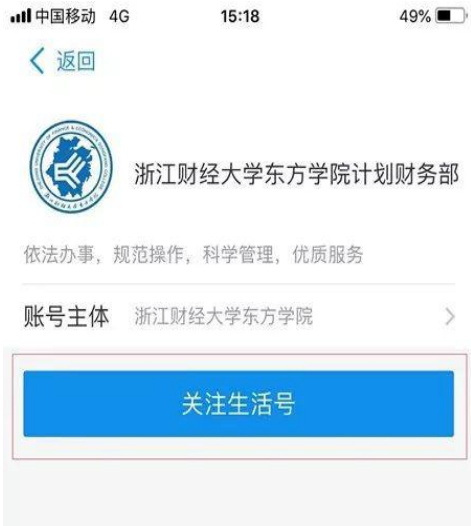 中国移动 4G 15:18 49%
返回
浙江财经大学东方学院计划财务部
依法办事，规范操作，科学管理，优质服务
账号主体 浙江财经大学东方学院
关注生活号